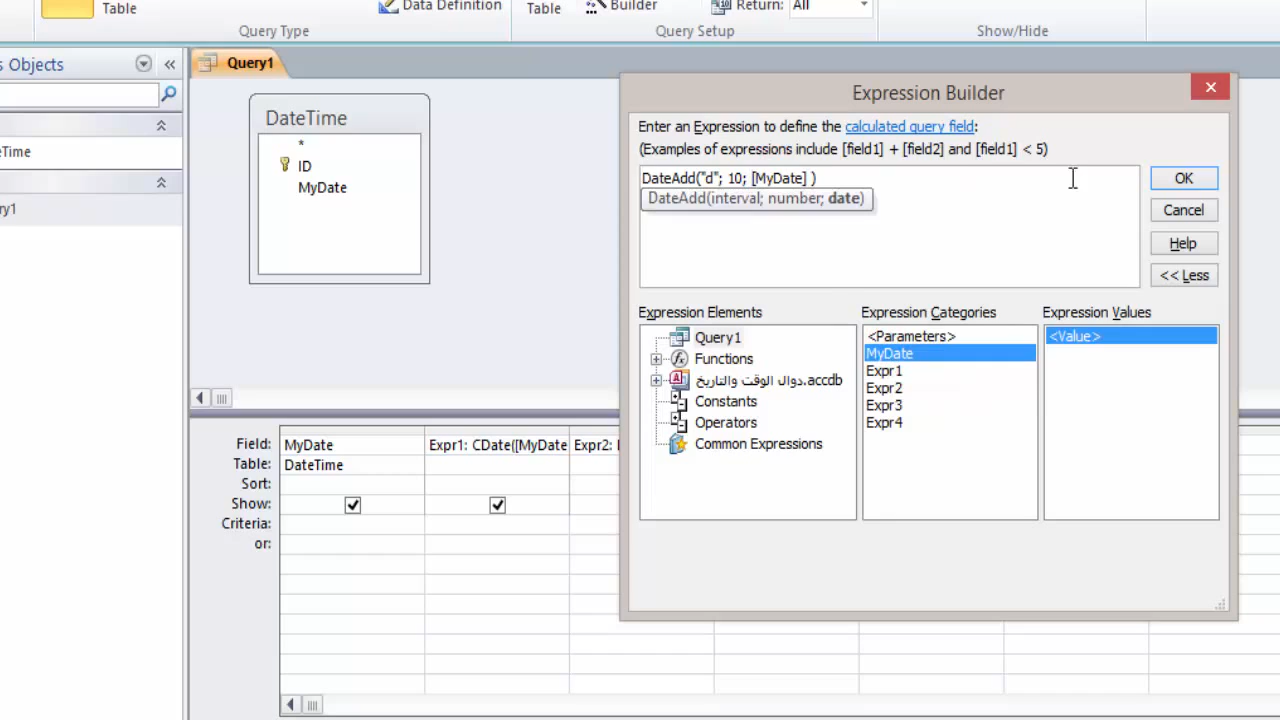 Table
Data Definition
Query Type
Table
Builder
Return: All
Query Setup
Show/Hide
s Objects
«
Query1
DateTime
*
ID
MyDate
Time
ry1
Expression Builder
Enter an Expression to define the calculated query field:
(Examples of expressions include [field1] + [field2] and [field1] < 5)
DateAdd("d"; 10; [MyDate] )
DateAdd(interval; number; date)
OK
Cancel
Help
<< Less
Expression Elements
Query1
Functions
دوال الوقت والتاريخ.accdb
Constants
Operators
Common Expressions
Expression Categories
<Parameters>
MyDate
Expr1
Expr2
Expr3
Expr4
Expression Values
<Value>
Field: MyDate Expr1: CDate([MyDate Expr2:
Table: DateTime
Sort:
Show:
Criteria:
or: